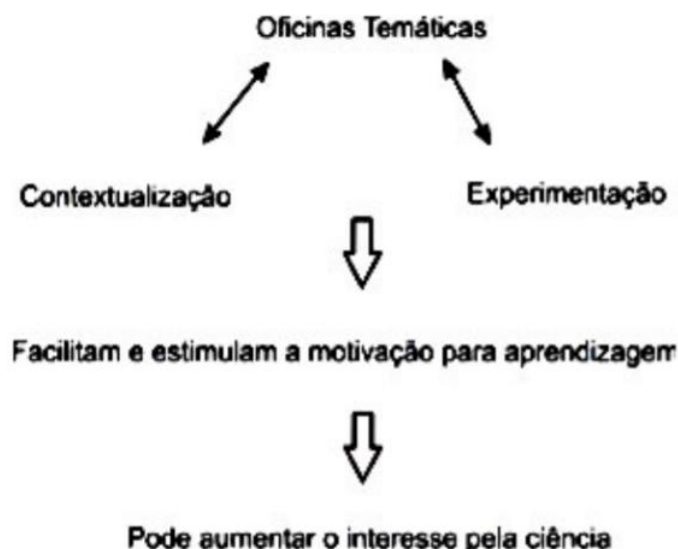 Oficinas Temáticas
Contextualização
Experimentação
Facilitam e estimulam a motivação para aprendizagem
Pode aumentar o interesse pela ciência